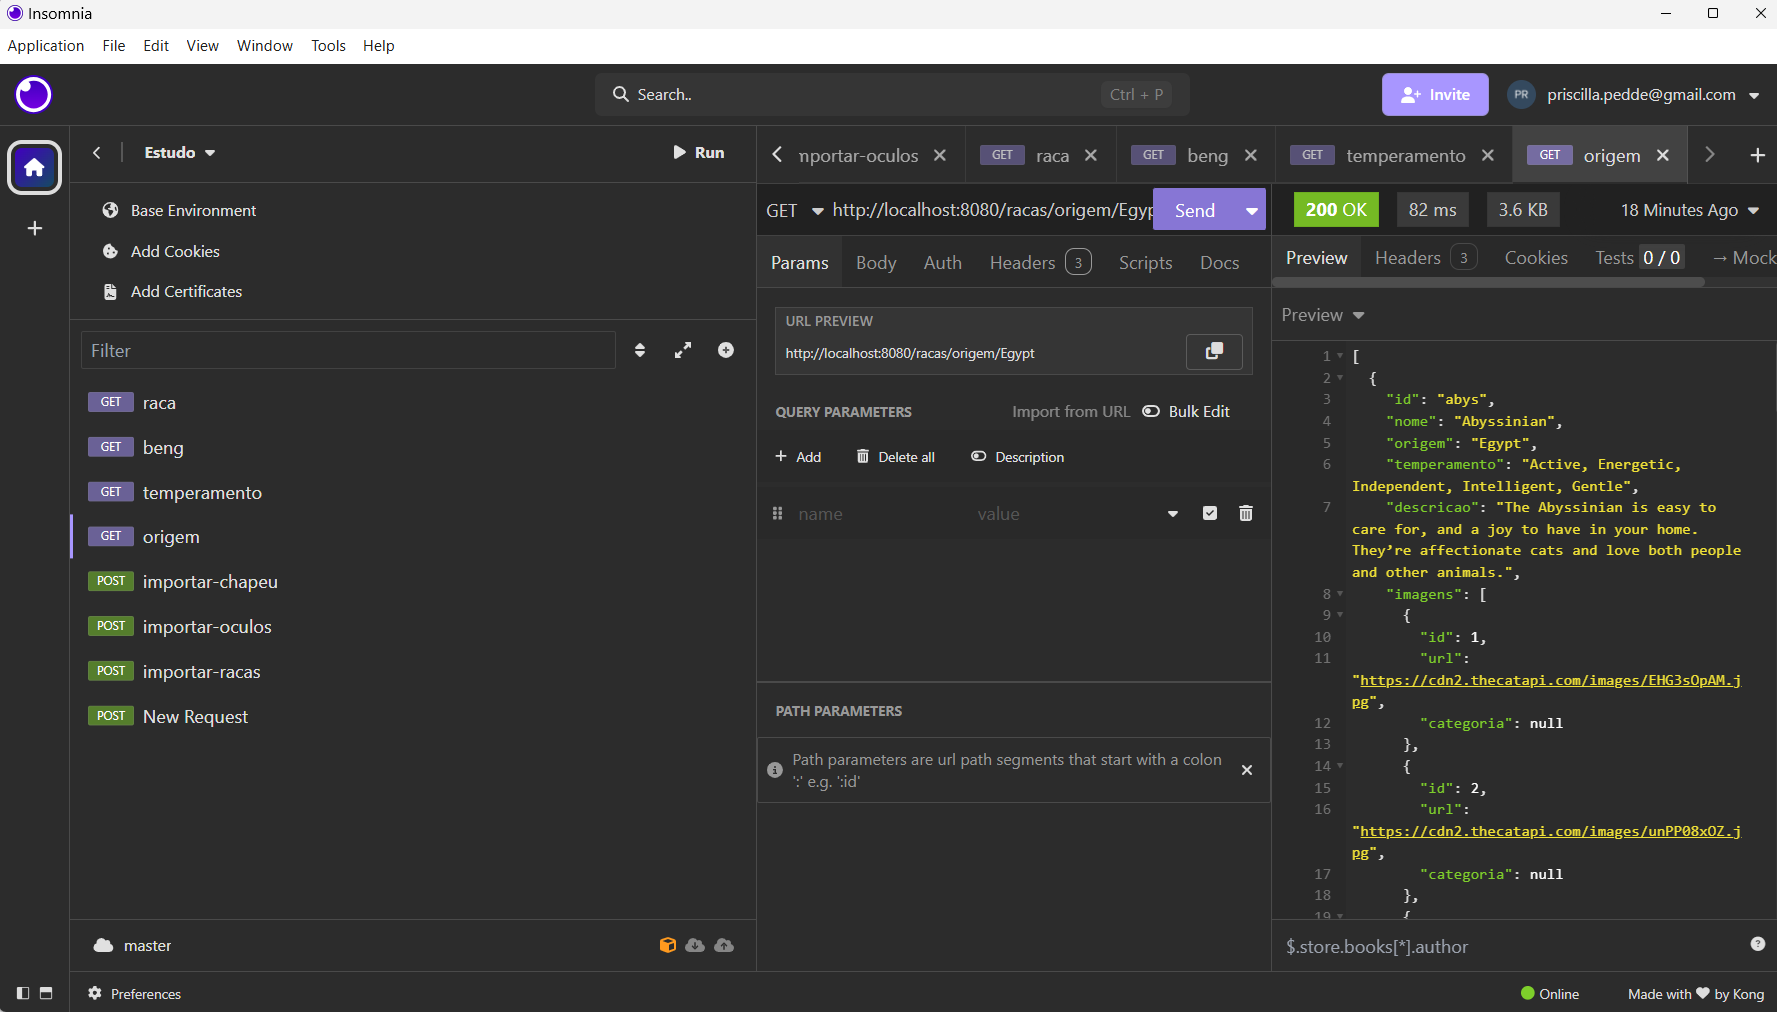 Insomnia
Application File Edit View Window Tools Help
Search.. Ctrl + P
Invite
PR priscilla.pedde@gmail.com
Estudo
Run
Base Environment
Add Cookies
Add Certificates
Filter
GET raca
GET beng
GET temperamento
GET origem
POST importar-chapeu
POST importar-oculos
POST importar-racas
POST New Request
master
Preferences
mportar-oculos GET raca GET beng GET temperamento GET origem
GET http://localhost:8080/racas/origem/Egyp Send
Params Body Auth Headers 3 Scripts Docs
URL PREVIEW
http://localhost:8080/racas/origem/Egypt
QUERY PARAMETERS Import from URL Bulk Edit
Add Delete all Description
name value
PATH PARAMETERS
Path parameters are url path segments that start with a colon
':' e.g. ':id'
200 OK 82 ms 3.6 KB 18 Minutes Ago
Preview Headers 3 Cookies Tests 0 / 0 → Mock
Preview
1 [
2 {
3 "id": "abys",
4 "nome": "Abyssinian",
5 "origem": "Egypt",
6 "temperamento": "Active, Energetic,
Independent, Intelligent, Gentle",
7 "descricao": "The Abyssinian is easy to
care for, and a joy to have in your home.
They’re affectionate cats and love both people
and other animals.",
8 "imagens": [
9 {
10 "id": 1,
11 "url":
"https://cdn2.thecatapi.com/images/EHG3sOpAM.j
pg",
12 "categoria": null
13 },
14 {
15 "id": 2,
16 "url":
"https://cdn2.thecatapi.com/images/unPP08xOZ.j
pg",
17 "categoria": null
18 },
19 {
$.store.books[*].author
Online Made with ❤ by Kong